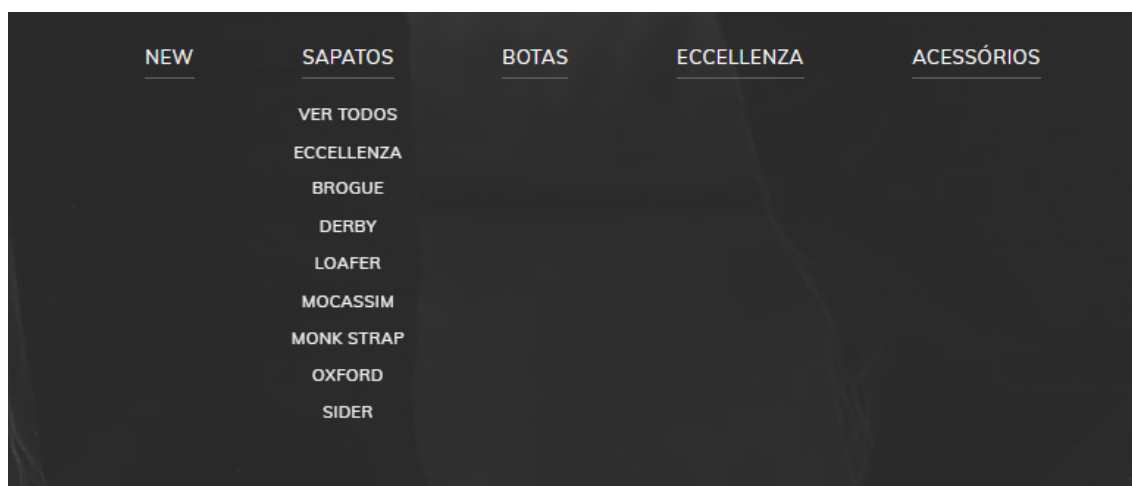 NEW SAPATOS BOTAS ECCELLENZA ACESSÓRIOS
VER TODOS
ECCELLENZA
BROGUE
DERBY
LOAFER
MOCASSIM
MONK STRAP
OXFORD
SIDER